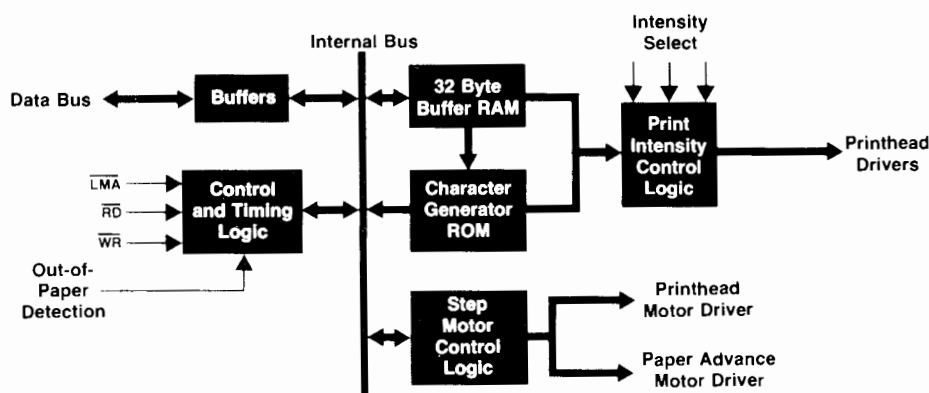 Intensity
Select
Internal Bus
Data Bus
Buffers
32 Byte
Buffer RAM
Print
Intensity
Control
Logic
Printhead
Drivers
LMA
RD
WR
Control
and Timing
Logic
Character
Generator
ROM
Out-of-
Paper
Detection
Step
Motor
Control
Logic
Printhead
Motor Driver
Paper Advance
Motor Driver